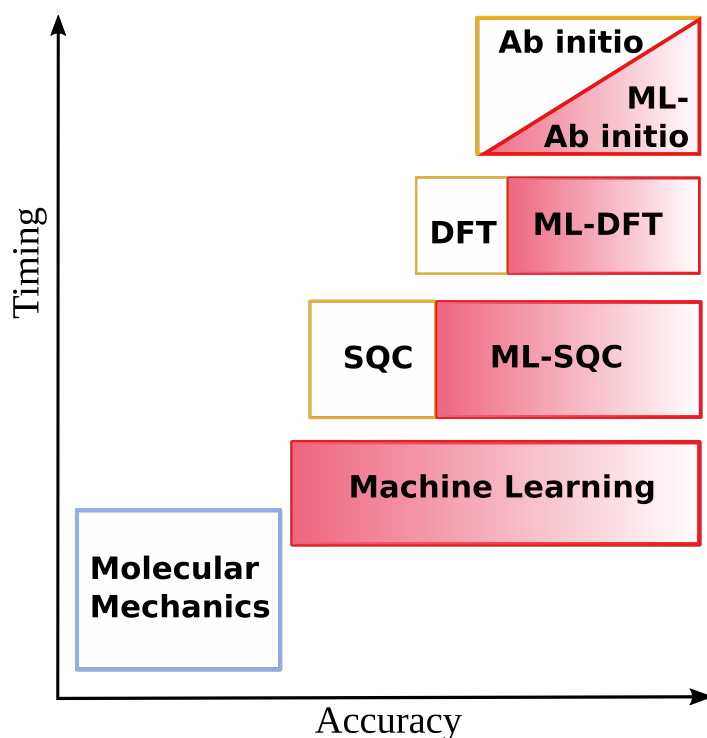 Ab initio
ML-
Ab initio
DFT
ML-DFT
SQC
ML-SQC
Machine Learning
Molecular
Mechanics
Timing
Accuracy